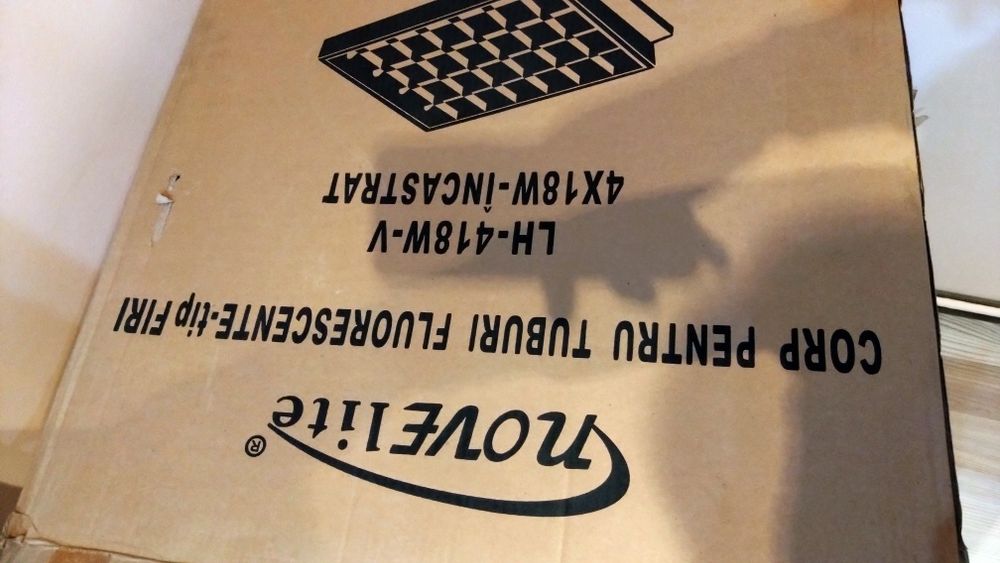 novelite®
CORP PENTRU TUBURI FLUORESCENTE-tip FIRI
LH-418W-V
4X18W-ÎNCASTRAT